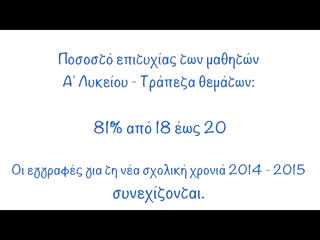 Ποσοστό επιτυχίας των μαθητών
Α' Λυκείου - Τράπεζα θεμάτων:
81% από 18 έως 20
Οι εγγραφές για τη νέα σχολική χρονιά 2014 - 2015
συνεχίζονται.